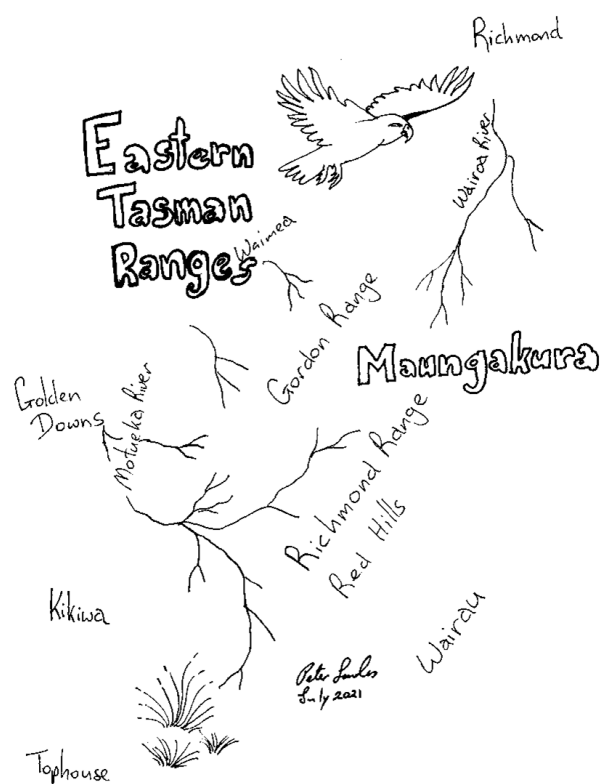 Richmond
Eastern
Tasman
Ranges
Wairoa River
Waimea
Gordon Range
Maungakura
Golden
Downs
Motueka River
Richmond Range
Red Hills
Kikiwa
Wairau
Peter
July 2021
Tophouse